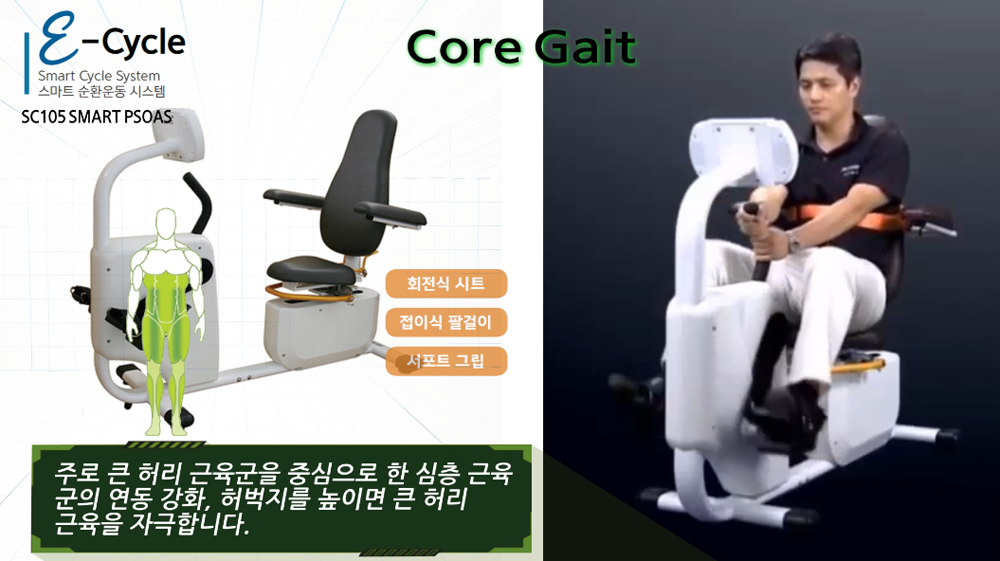 E-Cycle
Smart Cycle System
스마트 순환운동 시스템
SC105 SMART PSOAS
Core Gait
회전식 시트
접이식 팔걸이
서포트 그립
주로 큰 허리 근육군을 중심으로 한 심층 근육
군의 연동 강화, 허벅지를 높이면 큰 허리
근육을 자극합니다.